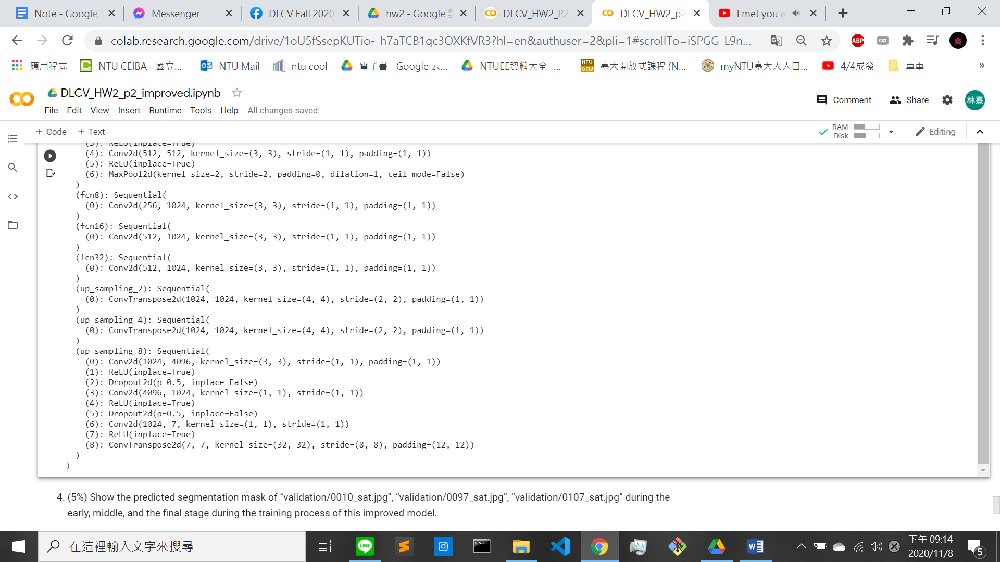 Note - Google
Messenger
DLCV Fall 2020
hw2 - Google
DLCV_HW2_P2
DLCV_HW2_p2
I met you w
colab.research.google.com/drive/1oU5fSsepKUTio-_h7aTCB1qc3OXKfVR3?hl=en&authuser=2&pli=1#scrollTo=iSPGG_L9n...
ABP
應用程式
NTU CEIBA - 國立...
NTU Mail
ntu cool
電子書 - Google 云...
NTUEE資料大全 -...
NTU OCW
臺大開放式課程 (N...
myNTU臺大人入口...
4/4成發
車車
»
DLCV_HW2_p2_improved.ipynb
Comment
Share
林熹
File Edit View Insert Runtime Tools Help All changes saved
+ Code + Text
RAM
Disk
Editing
(3): ReLU(inplace=True)
(4): Conv2d(512, 512, kernel_size=(3, 3), stride=(1, 1), padding=(1, 1))
(5): ReLU(inplace=True)
(6): MaxPool2d(kernel_size=2, stride=2, padding=0, dilation=1, ceil_mode=False)
)
(fcn8): Sequential(
(0): Conv2d(256, 1024, kernel_size=(3, 3), stride=(1, 1), padding=(1, 1))
)
(fcn16): Sequential(
(0): Conv2d(512, 1024, kernel_size=(3, 3), stride=(1, 1), padding=(1, 1))
)
(fcn32): Sequential(
(0): Conv2d(512, 1024, kernel_size=(3, 3), stride=(1, 1), padding=(1, 1))
)
(up_sampling_2): Sequential(
(0): ConvTranspose2d(1024, 1024, kernel_size=(4, 4), stride=(2, 2), padding=(1, 1))
)
(up_sampling_4): Sequential(
(0): ConvTranspose2d(1024, 1024, kernel_size=(4, 4), stride=(2, 2), padding=(1, 1))
)
(up_sampling_8): Sequential(
(0): Conv2d(1024, 4096, kernel_size=(3, 3), stride=(1, 1), padding=(1, 1))
(1): ReLU(inplace=True)
(2): Dropout2d(p=0.5, inplace=False)
(3): Conv2d(4096, 1024, kernel_size=(1, 1), stride=(1, 1))
(4): ReLU(inplace=True)
(5): Dropout2d(p=0.5, inplace=False)
(6): Conv2d(1024, 7, kernel_size=(1, 1), stride=(1, 1))
(7): ReLU(inplace=True)
(8): ConvTranspose2d(7, 7, kernel_size=(32, 32), stride=(8, 8), padding=(12, 12))
)
)
4. (5%) Show the predicted segmentation mask of “validation/0010_sat.jpg”, “validation/0097_sat.jpg”, “validation/0107_sat.jpg” during the
early, middle, and the final stage during the training process of this improved model.
在這裡輸入文字來搜尋
LINE
下午 09:14
2020/11/8
5